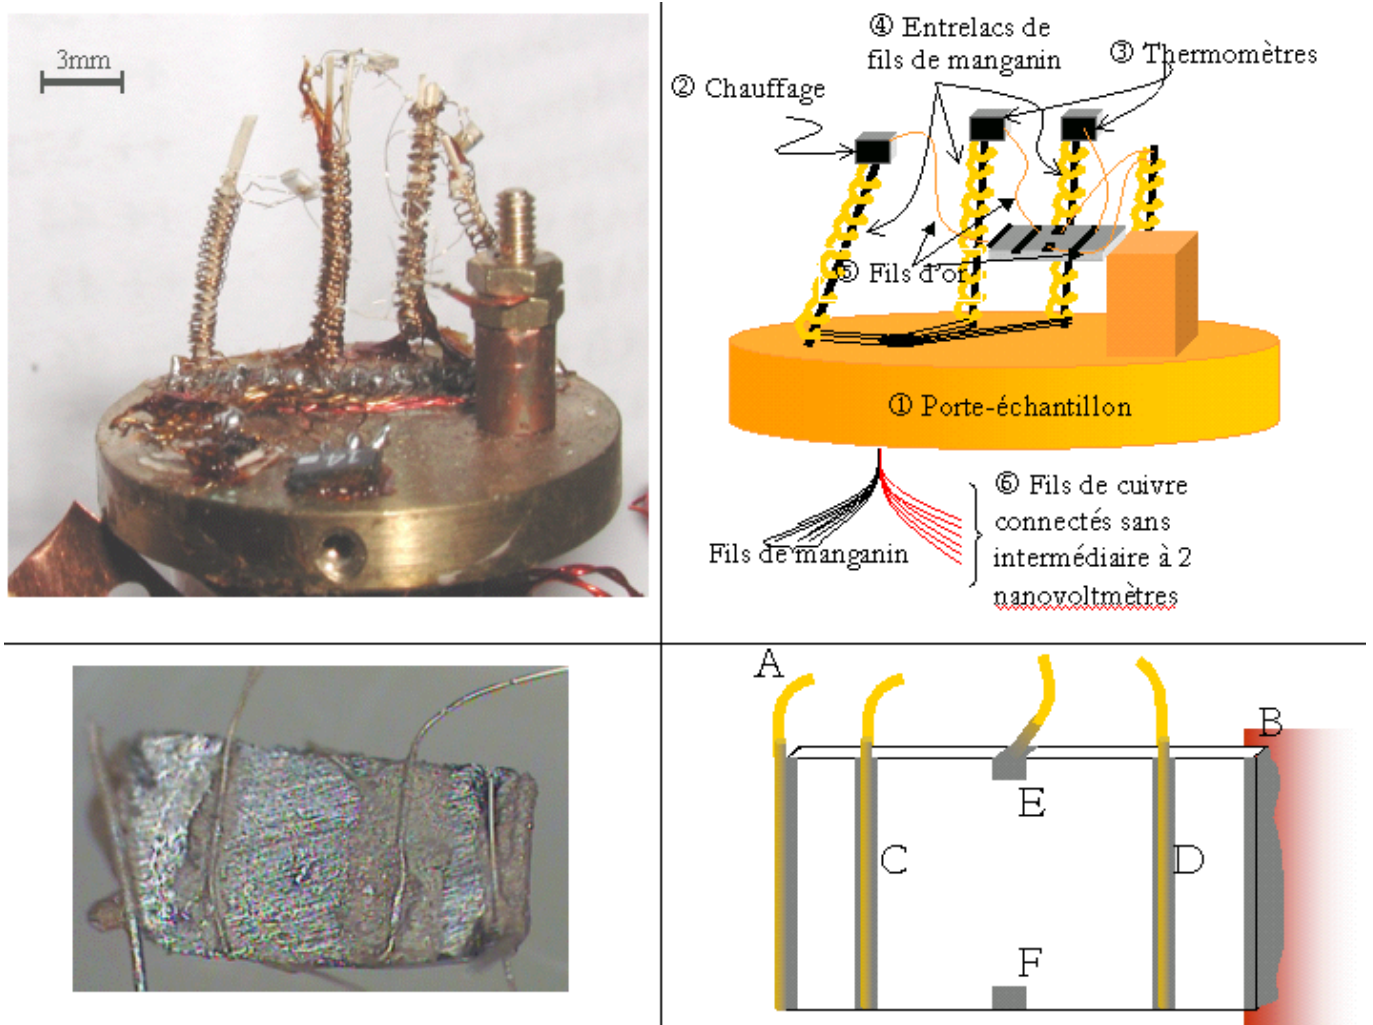 3mm
④ Entrelacs de
fils de manganin
③ Thermomètres
② Chauffage
⑤ Fils d'or
① Porte-échantillon
Fils de manganin
⑥ Fils de cuivre
connectés sans
intermédiaire à 2
nanovoltmètres
A
B
E
C
D
F